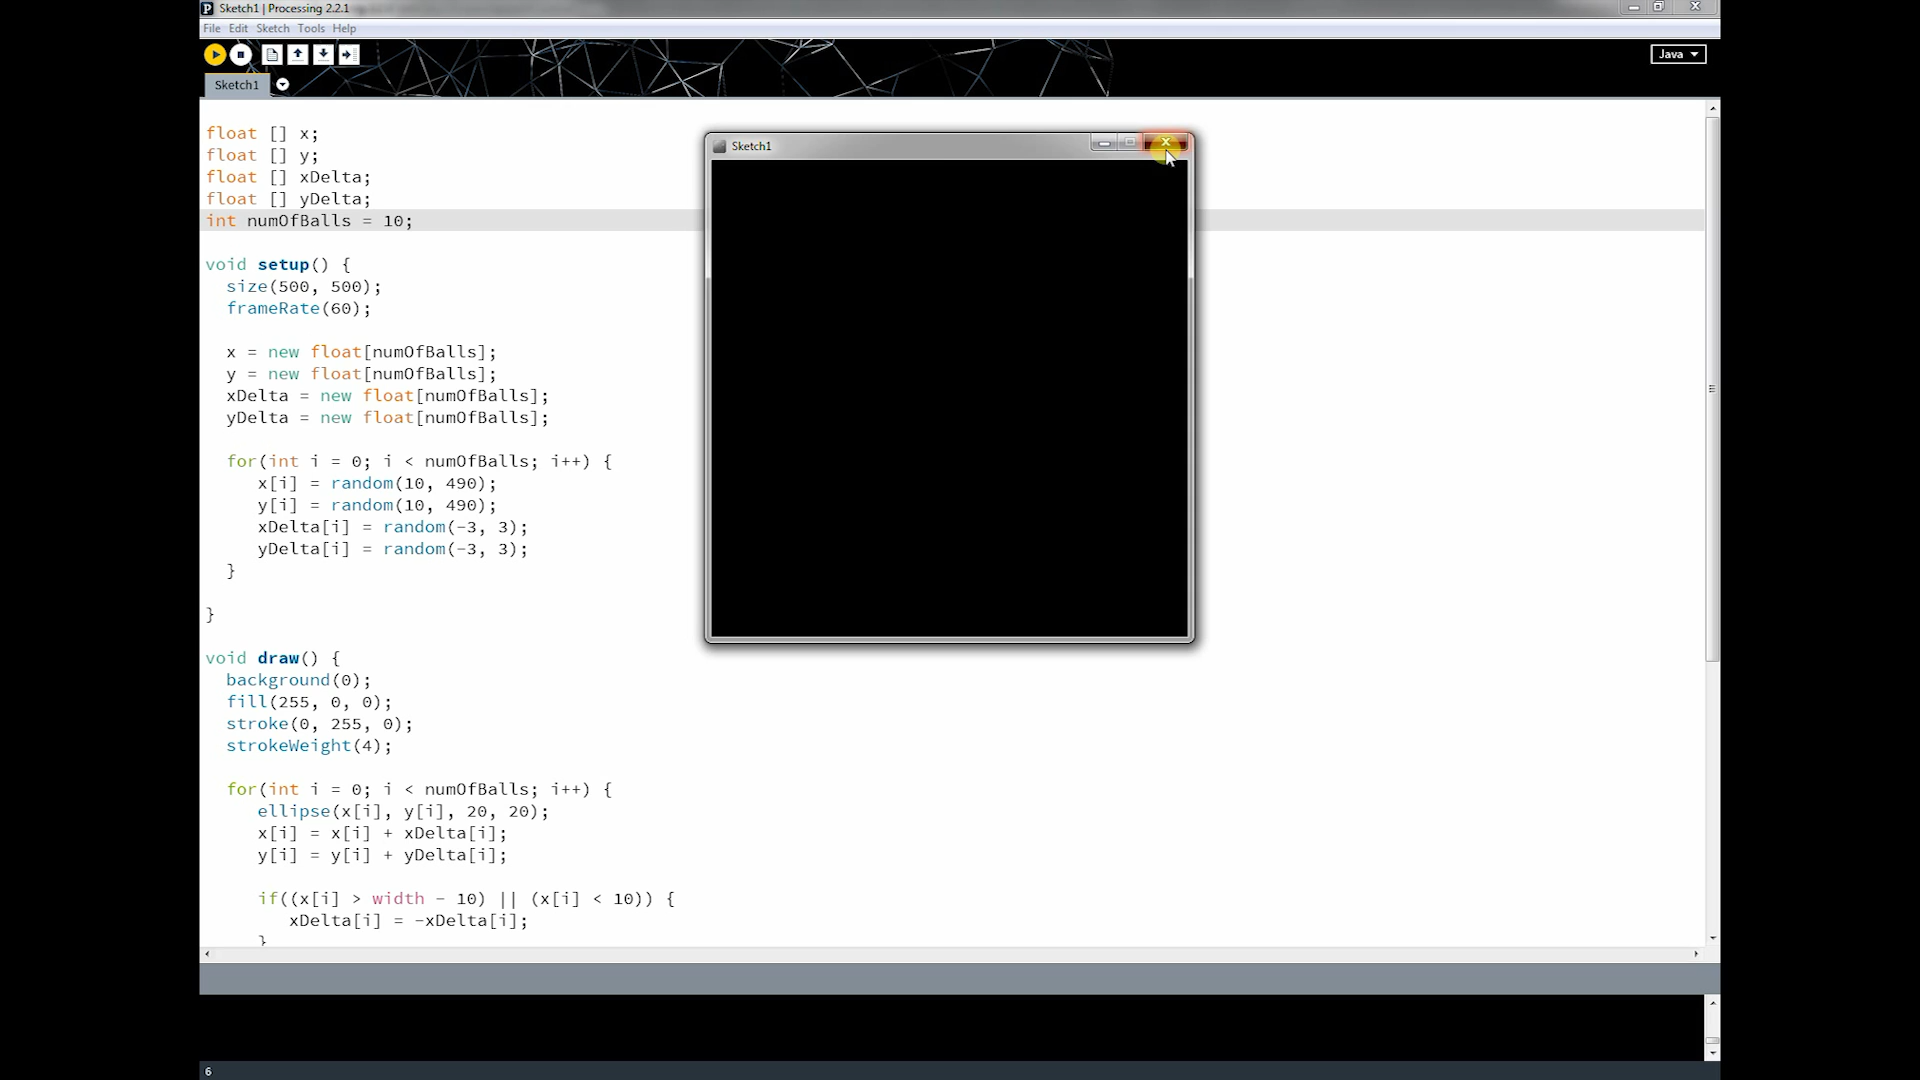 Sketch1 | Processing 2.2.1
File Edit Sketch Tools Help
Java
Sketch1
float [] x;
float [] y;
float [] xDelta;
float [] yDelta;
int numOfBalls = 10;
void setup() {
size(500, 500);
frameRate(60);
x = new float[numOfBalls];
y = new float[numOfBalls];
xDelta = new float[numOfBalls];
yDelta = new float[numOfBalls];
for(int i = 0; i < numOfBalls; i++) {
x[i] = random(10, 490);
y[i] = random(10, 490);
xDelta[i] = random(-3, 3);
yDelta[i] = random(-3, 3);
}
}
void draw() {
background(0);
fill(255, 0, 0);
stroke(0, 255, 0);
strokeWeight(4);
for(int i = 0; i < numOfBalls; i++) {
ellipse(x[i], y[i], 20, 20);
x[i] = x[i] + xDelta[i];
y[i] = y[i] + yDelta[i];
if((x[i] > width - 10) || (x[i] < 10)) {
xDelta[i] = -xDelta[i];
}
Sketch1
6